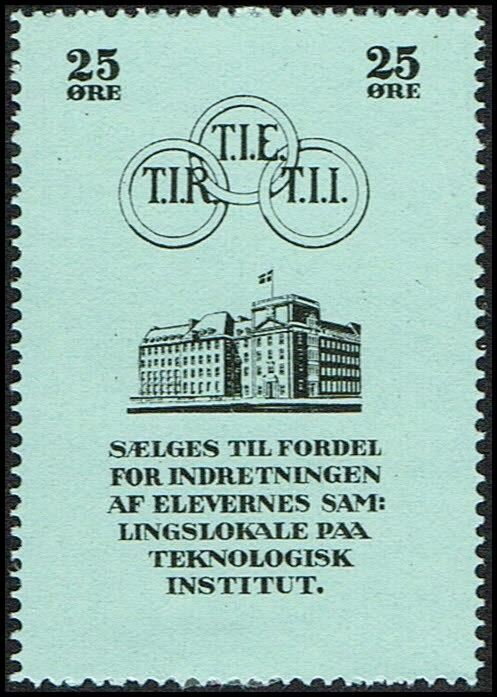 25 25
ØRE ØRE
T.I.E.
T.I.R. T.I.I.
SÆLGES TIL FORDEL
FOR INDRETNINGEN
AF ELEVERNES SAM:
LINGSLOKALE PAA
TEKNOLOGISK
INSTITUT.